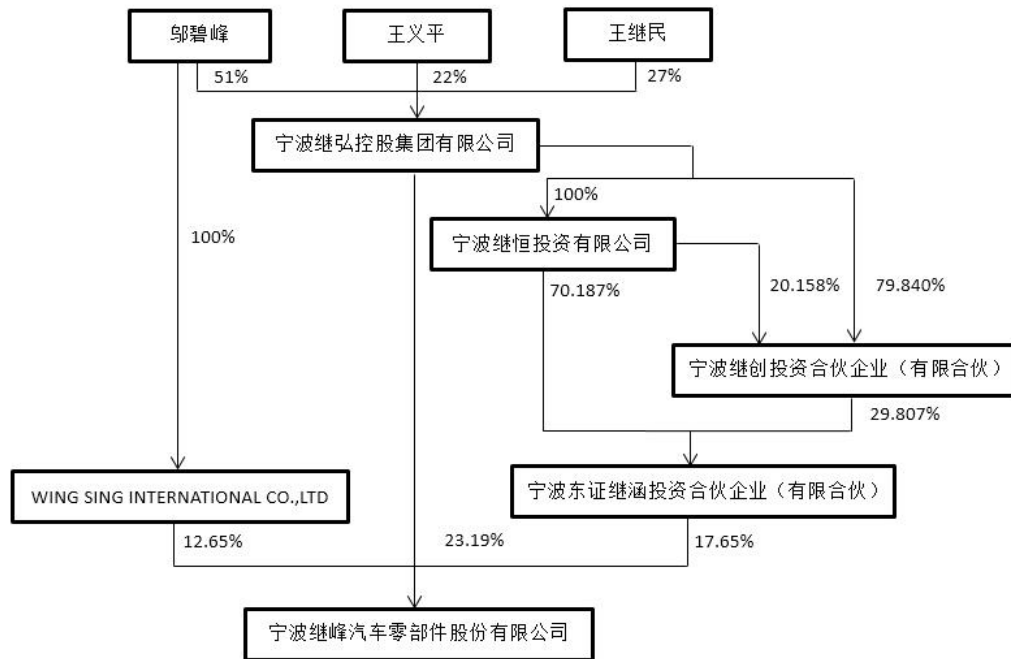 邬碧峰
王义平
王继民
51%
22%
27%
宁波继弘控股集团有限公司
100%
100%
宁波继恒投资有限公司
70.187%
20.158%
79.840%
宁波继创投资合伙企业（有限合伙）
29.807%
WING SING INTERNATIONAL CO.,LTD
宁波东证继涵投资合伙企业（有限合伙）
12.65%
23.19%
17.65%
宁波继峰汽车零部件股份有限公司